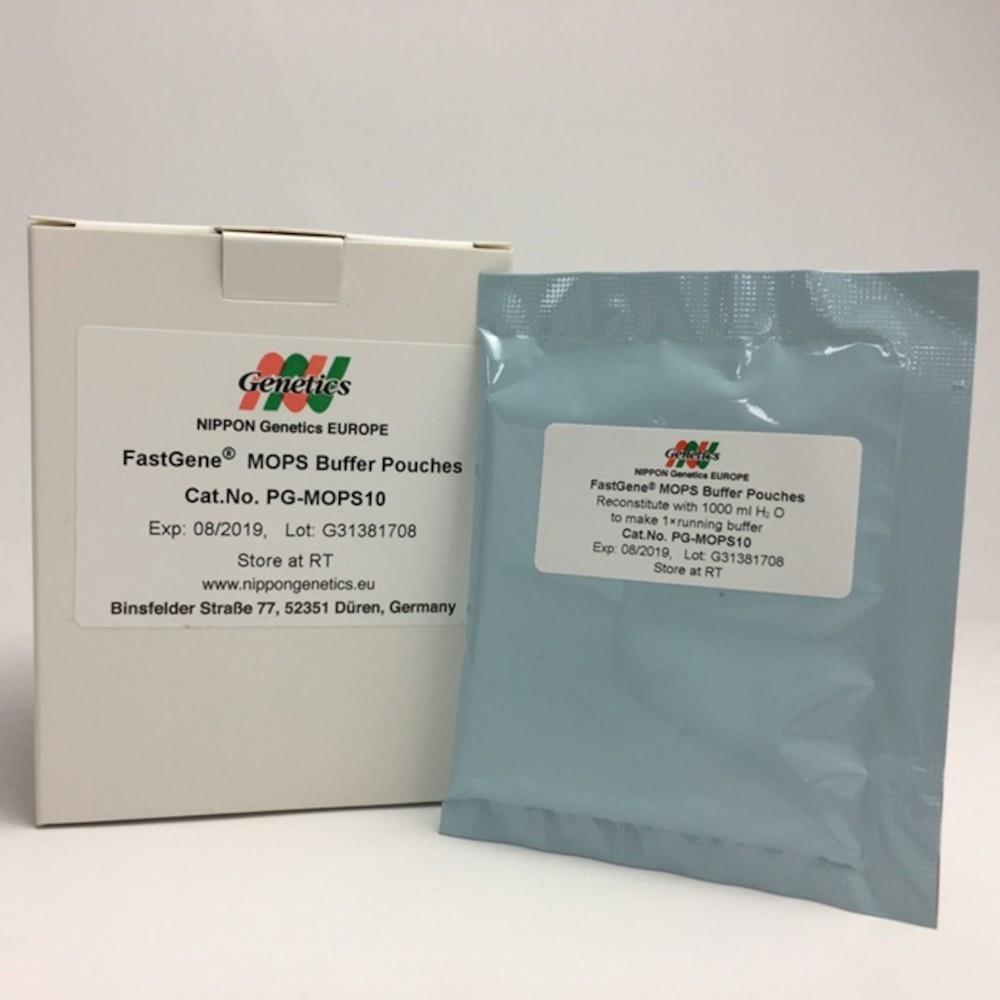 Genetics
NIPPON Genetics EUROPE
FastGene® MOPS Buffer Pouches
Cat.No. PG-MOPS10
Exp: 08/2019, Lot: G31381708
Store at RT
www.nippongenetics.eu
Binsfelder Straße 77, 52351 Düren, Germany
Genetics
NIPPON Genetics EUROPE
FastGene® MOPS Buffer Pouches
Reconstitute with 1000 ml H₂ O
to make 1×running buffer
Cat.No. PG-MOPS10
Exp: 08/2019, Lot: G31381708
Store at RT